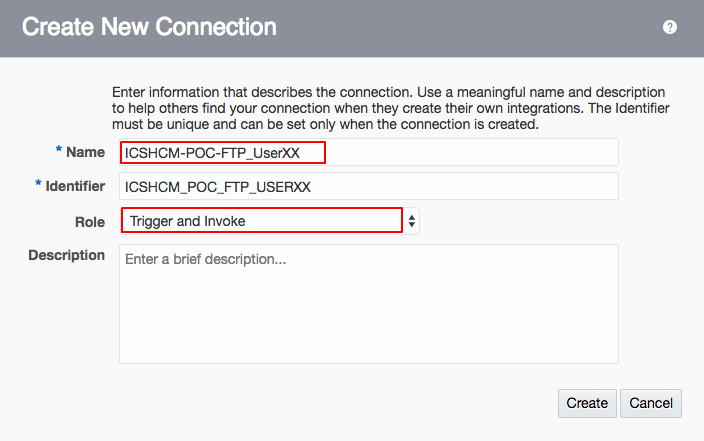 Create New Connection
?
Enter information that describes the connection. Use a meaningful name and description
to help others find your connection when they create their own integrations. The Identifier
must be unique and can be set only when the connection is created.
* Name ICSHCM-POC-FTP_UserXX
* Identifier ICSHCM_POC_FTP_USERXX
Role Trigger and Invoke
Description Enter a brief description...
Create Cancel